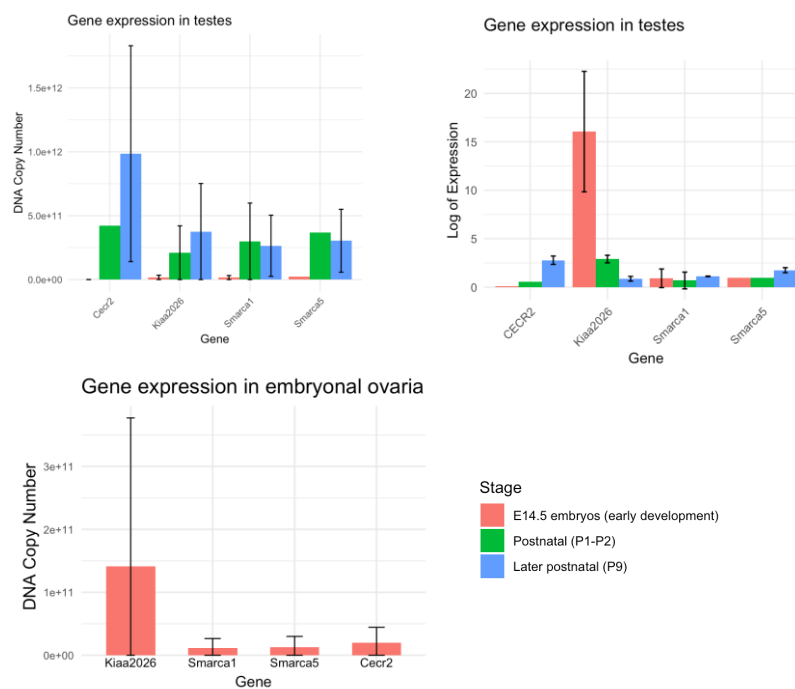 Gene expression in testes
DNA Copy Number
1.5e+12
1.0e+12
5.0e+11
0.0e+00
Cecr2
Kiaa2026
Smarca1
Smarca5
Gene
Gene expression in testes
Log of Expression
20
15
10
5
0
CECR2
Kiaa2026
Smarca1
Smarca5
Gene
Gene expression in embryonal ovaria
DNA Copy Number
3e+11
2e+11
1e+11
0e+00
Kiaa2026
Smarca1
Smarca5
Cecr2
Gene
Stage
E14.5 embryos (early development)
Postnatal (P1-P2)
Later postnatal (P9)